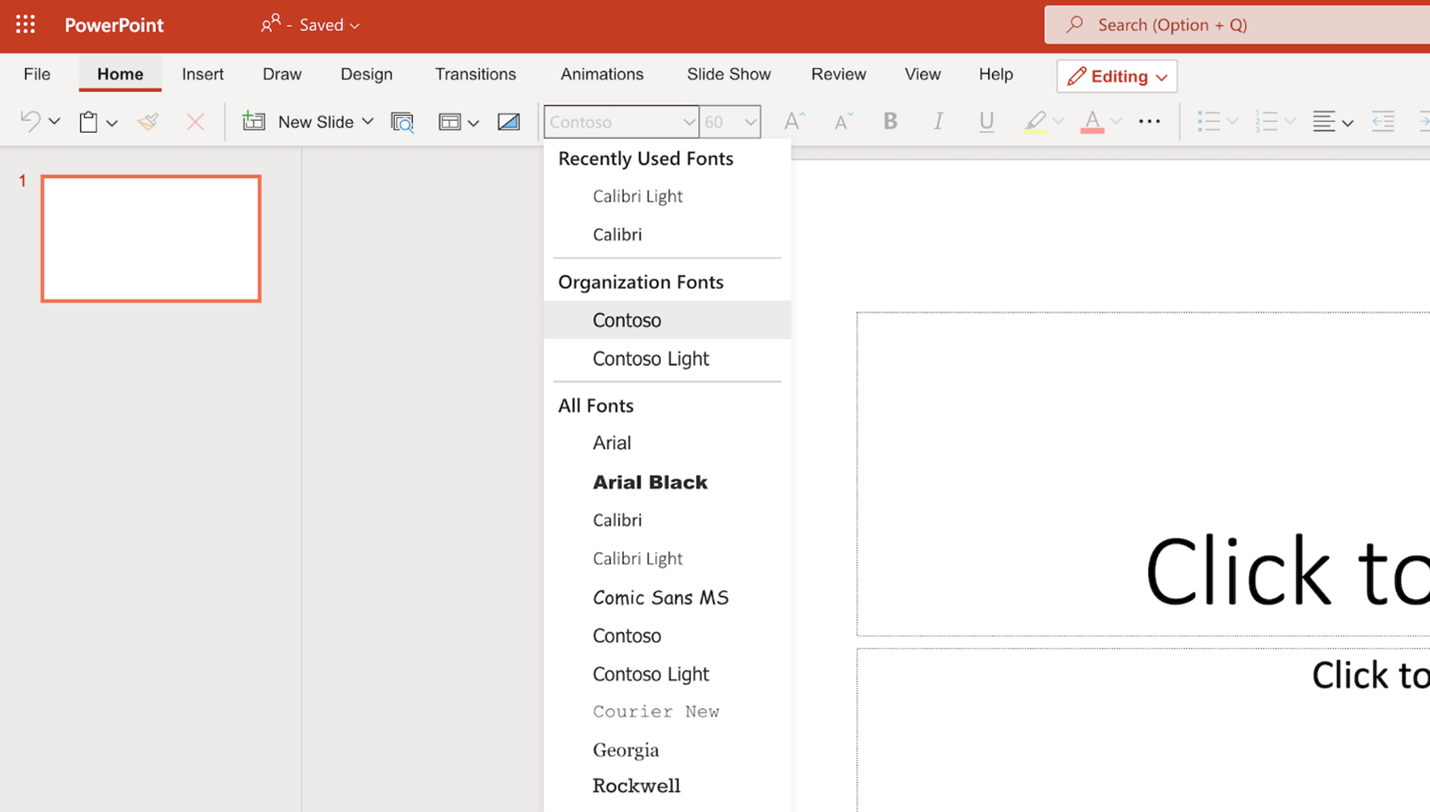 PowerPoint - Saved Search (Option + Q)
File Home Insert Draw Design Transitions Animations Slide Show Review View Help Editing
New Slide Contoso 60 A A B I U A ...
1
Recently Used Fonts
Calibri Light
Calibri
Organization Fonts
Contoso
Contoso Light
All Fonts
Arial
Arial Black
Calibri
Calibri Light
Comic Sans MS
Contoso
Contoso Light
Courier New
Georgia
Rockwell
Click to
Click to